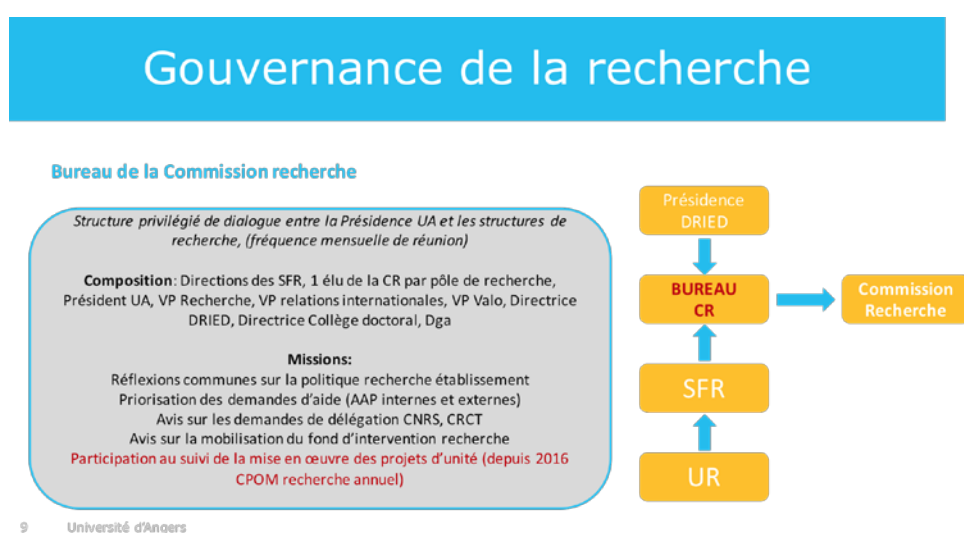 Gouvernance de la recherche
Bureau de la Commission recherche
Structure privilégié de dialogue entre la Présidence UA et les structures de
recherche, (fréquence mensuelle de réunion)
Composition: Directions des SFR, 1 élu de la CR par pôle de recherche,
Président UA, VP Recherche, VP relations internationales, VP Valo, Directrice
DRIED, Directrice Collège doctoral, Dga
Missions:
Réflexions communes sur la politique recherche établissement
Priorisation des demandes d'aide (AAP internes et externes)
Avis sur les demandes de délégation CNRS, CRCT
Avis sur la mobilisation du fond d'intervention recherche
Participation au suivi de la mise en œuvre des projets d'unité (depuis 2016
CPOM recherche annuel)
Présidence
DRIED
BUREAU
CR
Commission
Recherche
SFR
UR
9 Université d'Angers